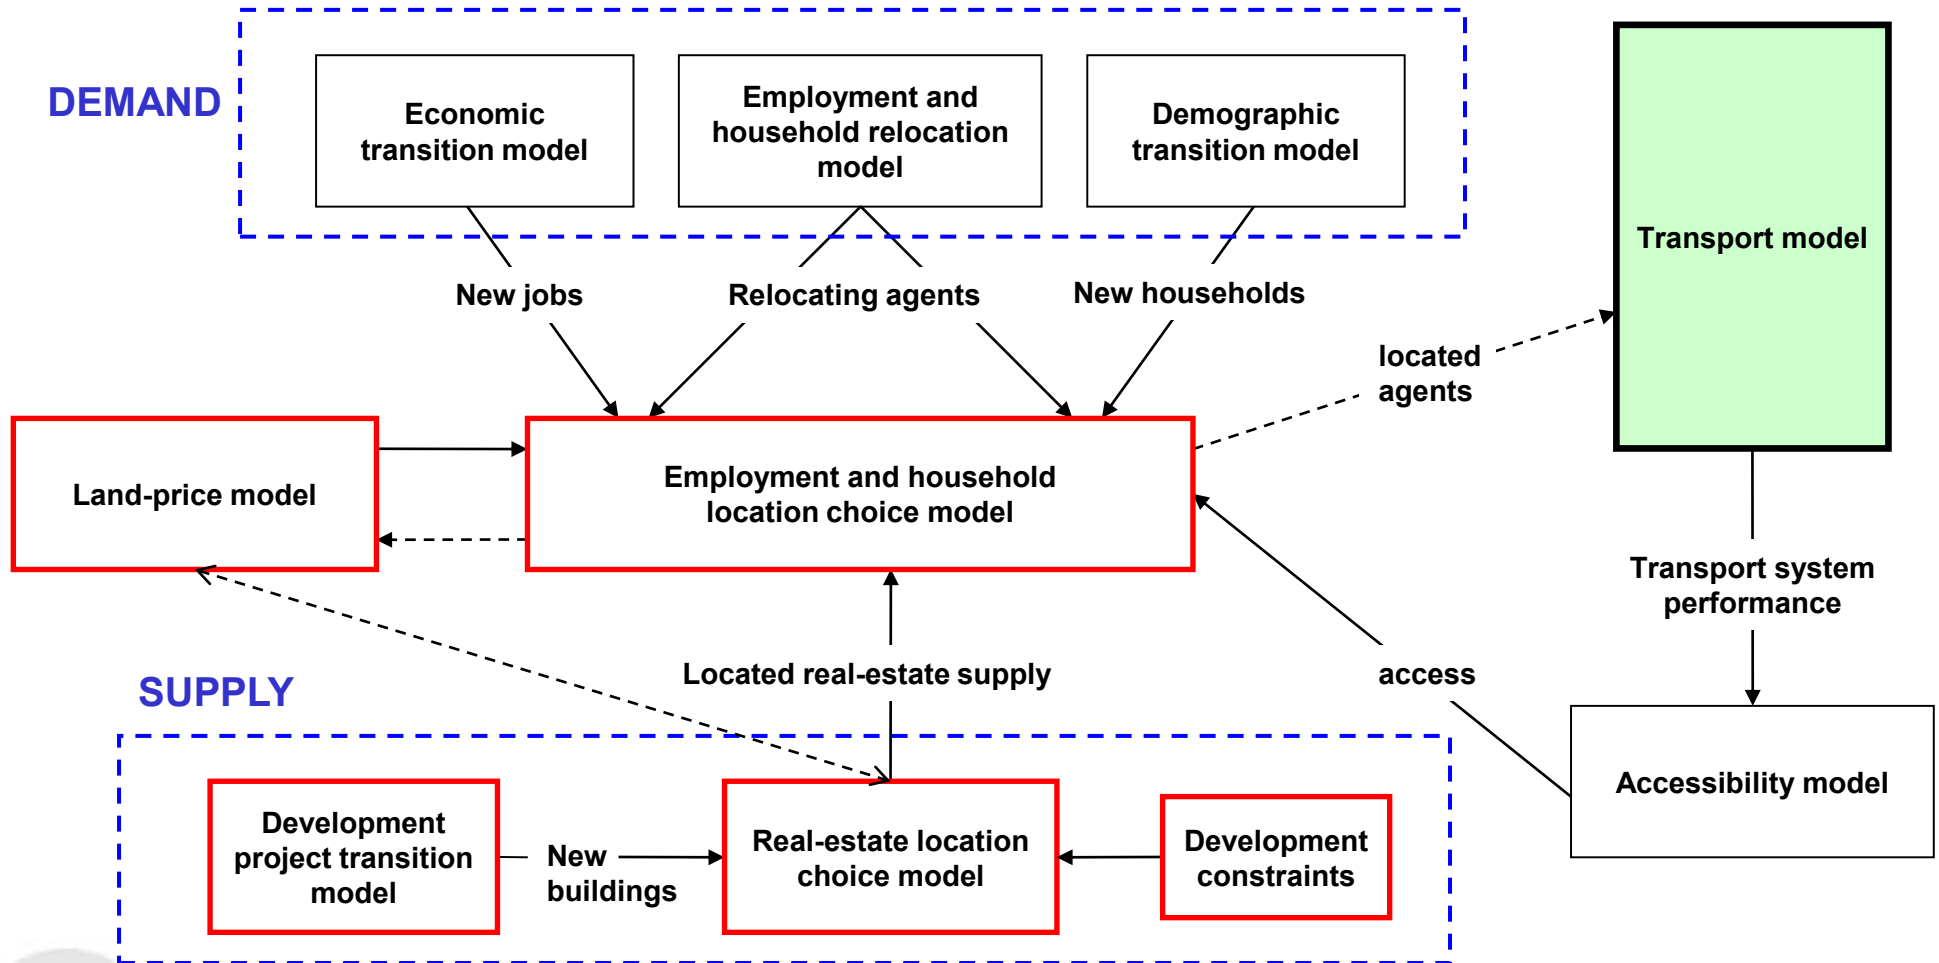 DEMAND
Economic
transition model
Employment and
household relocation
model
Demographic
transition model
Transport model
New jobs
Relocating agents
New households
located
agents
Land-price model
Employment and household
location choice model
Transport system
performance
Located real-estate supply
access
SUPPLY
Development
project transition
model
New
buildings
Real-estate location
choice model
Development
constraints
Accessibility model